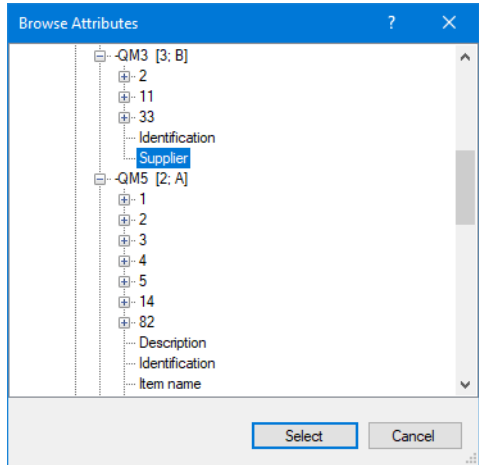 Browse Attributes ?
-QM3 [3; B]
2
11
33
Identification
Supplier
-QM5 [2; A]
1
2
3
4
5
14
82
Description
Identification
Item name
Select Cancel